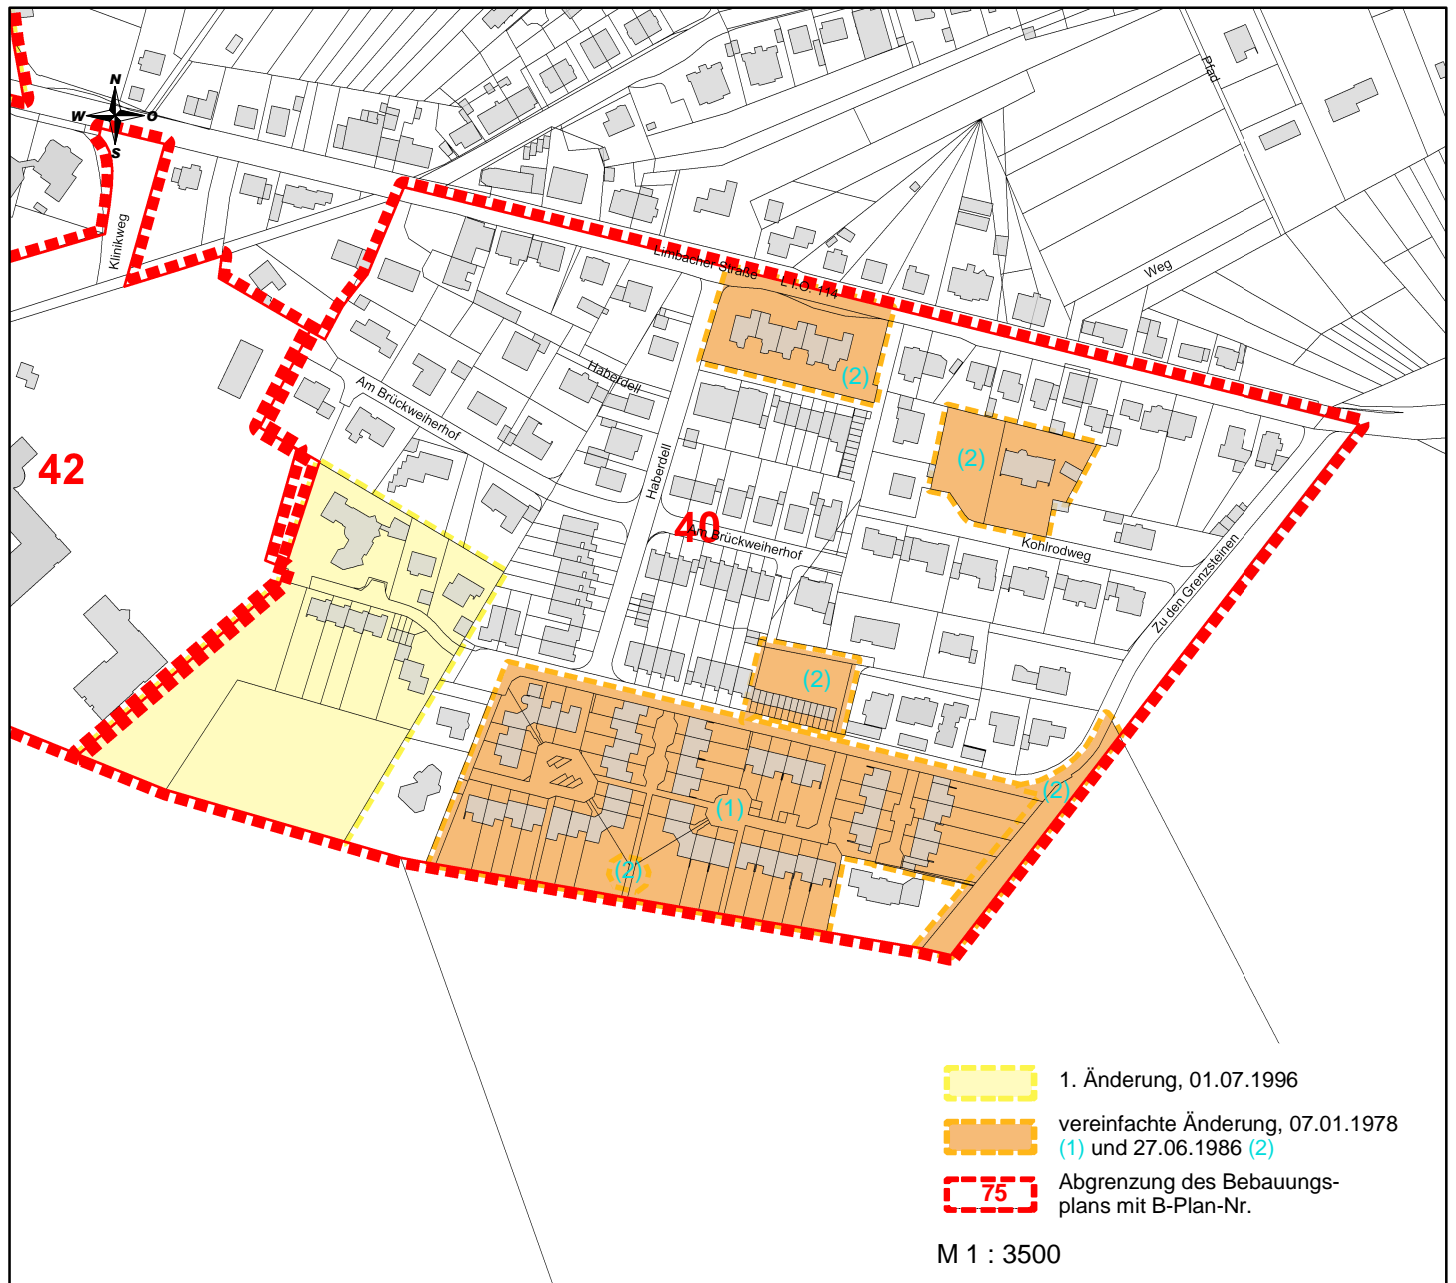 N
W O
S
Klinikweg
Pfad
Weg
Limbacher Straße
L I.O. 114
(2)
Haberdell
Am Brückweiherhof
Haberdell
42
(2)
40
Am Brückweiherhof
Kohlrodweg
Zu den Grenzsteinen
(2)
(2)
(1)
(2)
1. Änderung, 01.07.1996
vereinfachte Änderung, 07.01.1978
(1) und 27.06.1986 (2)
75
Abgrenzung des Bebauungs-
plans mit B-Plan-Nr.
M 1 : 3500